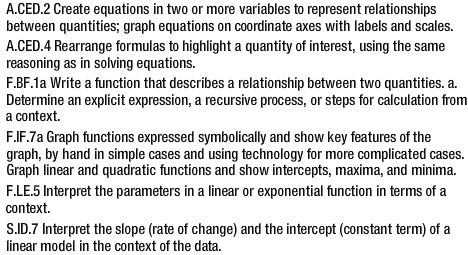 A.CED.2 Create equations in two or more variables to represent relationships
between quantities; graph equations on coordinate axes with labels and scales.
A.CED.4 Rearrange formulas to highlight a quantity of interest, using the same
reasoning as in solving equations.
F.BF.1a Write a function that describes a relationship between two quantities. a.
Determine an explicit expression, a recursive process, or steps for calculation from
a context.
F.IF.7a Graph functions expressed symbolically and show key features of the
graph, by hand in simple cases and using technology for more complicated cases.
Graph linear and quadratic functions and show intercepts, maxima, and minima.
F.LE.5 Interpret the parameters in a linear or exponential function in terms of a
context.
S.ID.7 Interpret the slope (rate of change) and the intercept (constant term) of a
linear model in the context of the data.